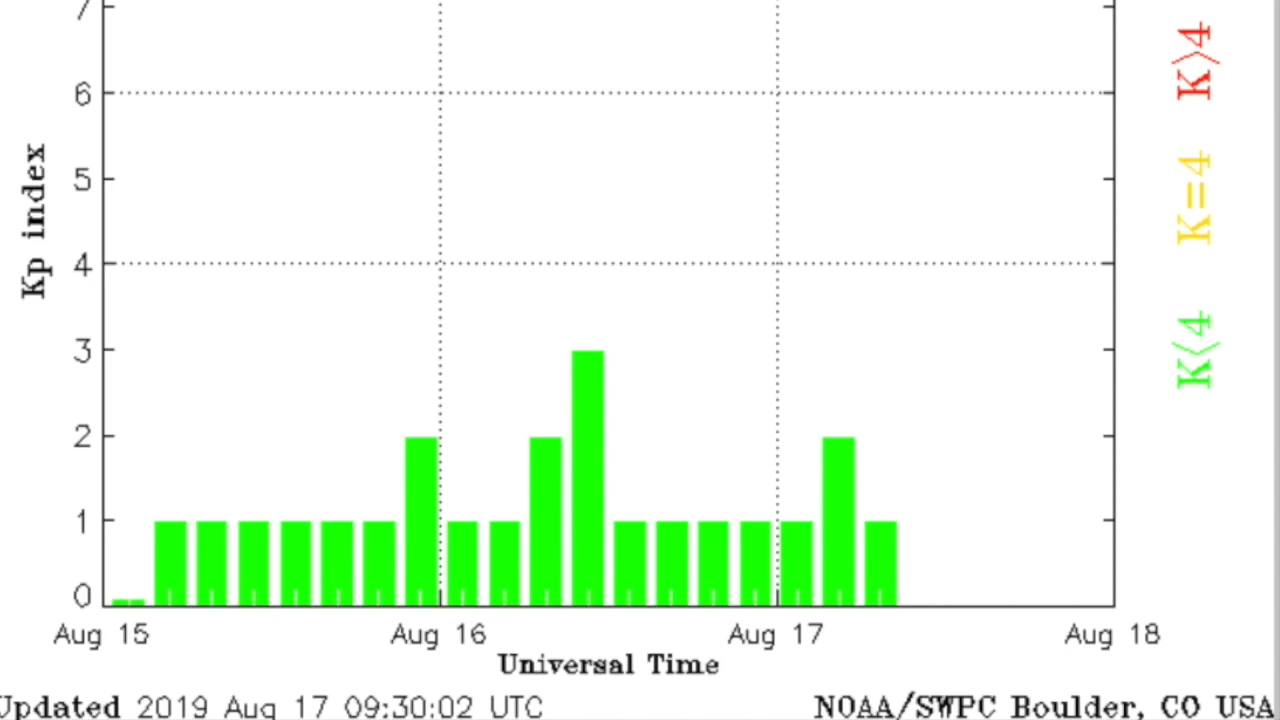 7
6
5
4
3
2
1
0
Kp index
Aug 15 Aug 16 Aug 17 Aug 18
Universal Time
Updated 2019 Aug 17 09:30:02 UTC
NOAA/SWPC Boulder, CO USA
K>4
K=4
K<4